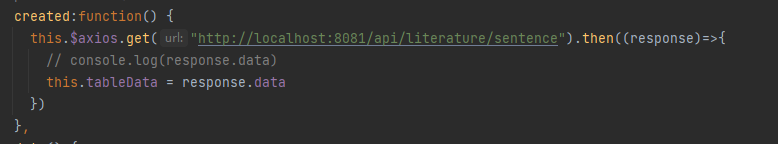 created:function() {
this.$axios.get( url: "http://localhost:8081/api/literature/sentence").then((response)=>{
// console.log(response.data)
this.tableData = response.data
})
},